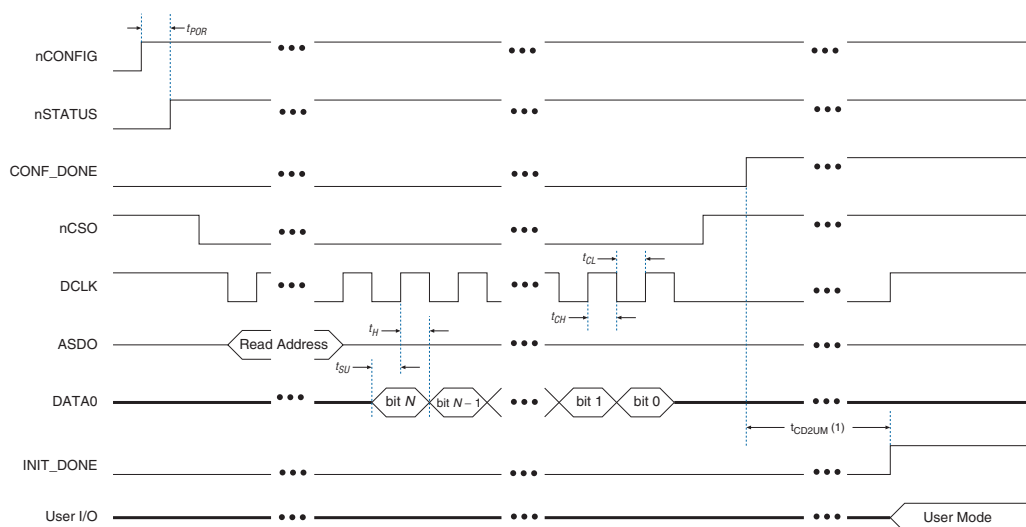 t_POR
nCONFIG
nSTATUS
CONF_DONE
nCSO
t_CL
DCLK
t_H
t_CH
ASDO
Read Address
t_SU
DATA0
bit N
bit N − 1
bit 1
bit 0
t_CD2UM (1)
INIT_DONE
User I/O
User Mode